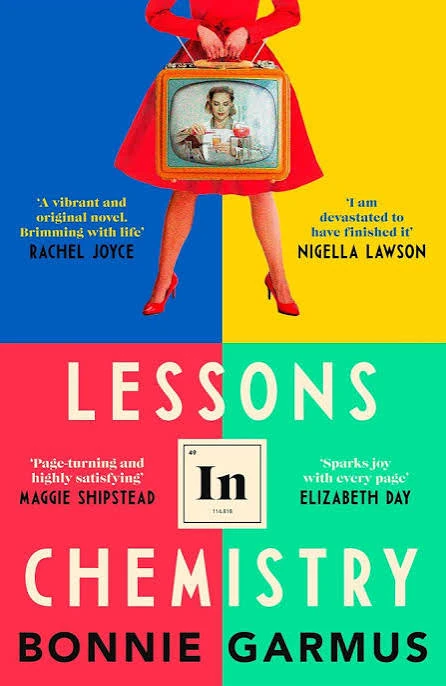 'A vibrant and
original novel.
Brimming with life'
RACHEL JOYCE
'I am
devastated to
have finished it'
NIGELLA LAWSON
LESSONS
49
In
114.818
'Page-turning and
highly satisfying'
MAGGIE SHIPSTEAD
'Sparks joy
with every page'
ELIZABETH DAY
CHEMISTRY
BONNIE GARMUS